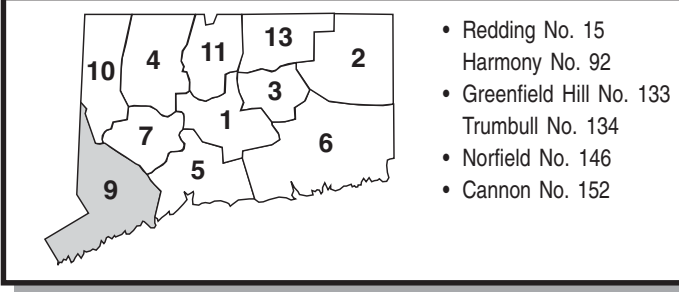 10
4
11
13
2
3
7
1
6
5
9
• Redding No. 15
Harmony No. 92
• Greenfield Hill No. 133
Trumbull No. 134
• Norfield No. 146
• Cannon No. 152